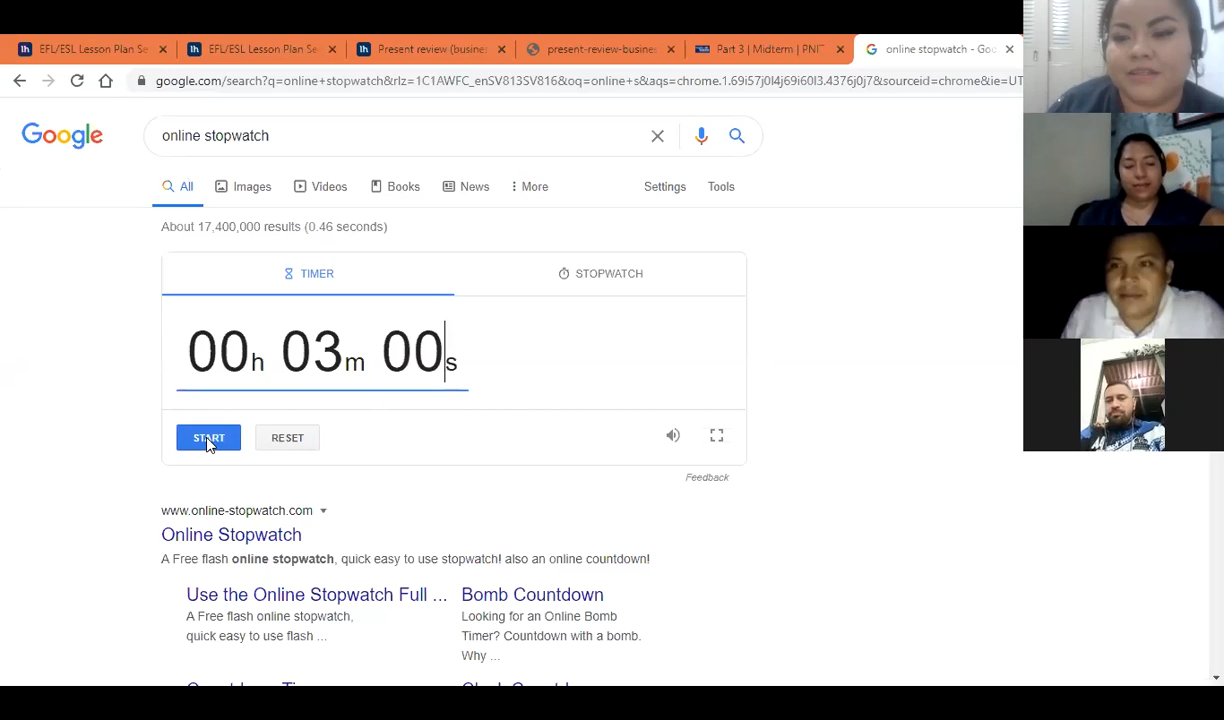 EFL/ESL Lesson Plan Se
EFL/ESL Lesson Plan Se
Present review (busine
present-review-busines
Part 3 | Midterm | PNI
online stopwatch - Goo
google.com/search?q=online+stopwatch&rlz=1C1AWFC_enSV813SV816&oq=online+s&aqs=chrome.1.69i57j0l4j69i60l3.4376j0j7&sourceid=chrome&ie=UT
Google
online stopwatch
All
Images
Videos
Books
News
More
Settings
Tools
About 17,400,000 results (0.46 seconds)
TIMER
STOPWATCH
00h 03m 00s
START
RESET
Feedback
www.online-stopwatch.com
Online Stopwatch
A Free flash online stopwatch, quick easy to use stopwatch! also an online countdown!
Use the Online Stopwatch Full ...
A Free flash online stopwatch,
quick easy to use flash ...
Bomb Countdown
Looking for an Online Bomb
Timer? Countdown with a bomb.
Why ...